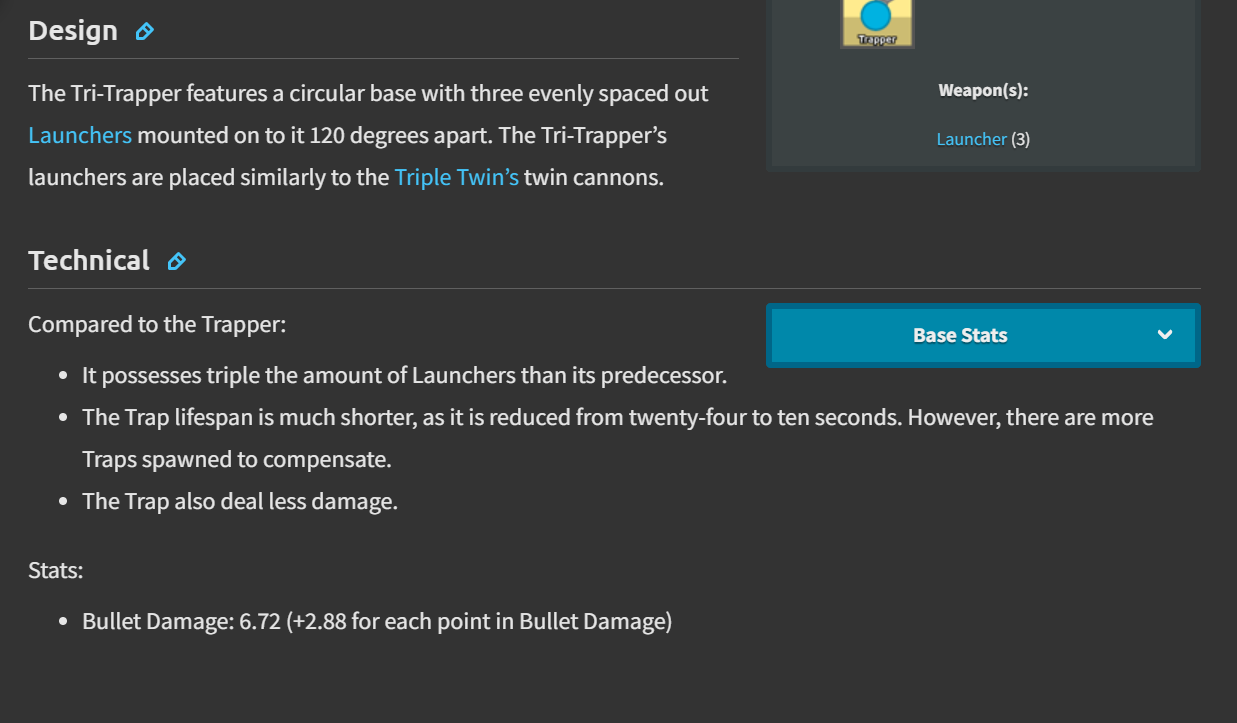 Design
Trapper
The Tri-Trapper features a circular base with three evenly spaced out
Launchers mounted on to it 120 degrees apart. The Tri-Trapper’s
launchers are placed similarly to the Triple Twin’s twin cannons.
Weapon(s):
Launcher (3)
Technical
Compared to the Trapper:
Base Stats
• It possesses triple the amount of Launchers than its predecessor.
• The Trap lifespan is much shorter, as it is reduced from twenty-four to ten seconds. However, there are more
Traps spawned to compensate.
• The Trap also deal less damage.
Stats:
• Bullet Damage: 6.72 (+2.88 for each point in Bullet Damage)